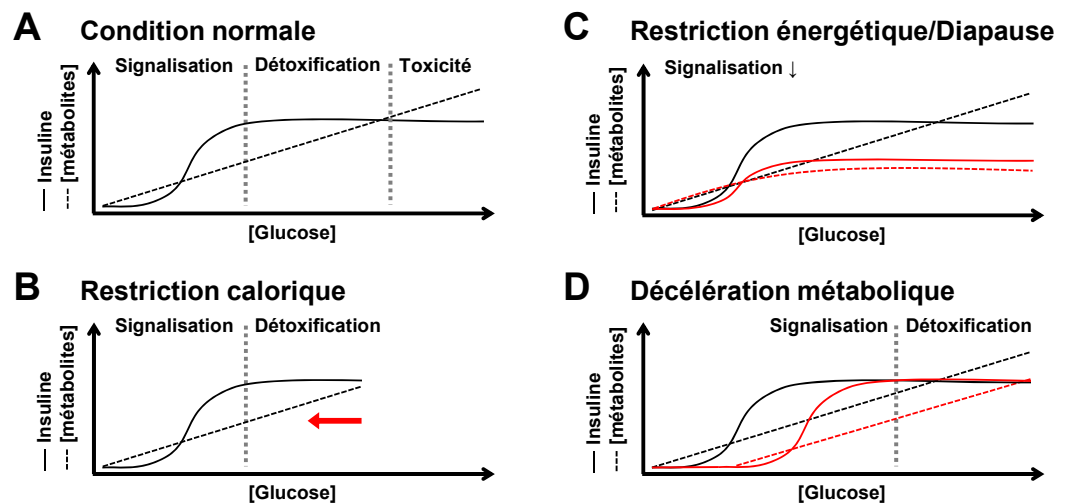 A Condition normale
Signalisation Détoxification Toxicité
— Insuline
---- [métabolites]
[Glucose]
B Restriction calorique
Signalisation Détoxification
— Insuline
---- [métabolites]
[Glucose]
C Restriction énergétique/Diapause
Signalisation ↓
— Insuline
---- [métabolites]
[Glucose]
D Décélération métabolique
Signalisation Détoxification
— Insuline
---- [métabolites]
[Glucose]